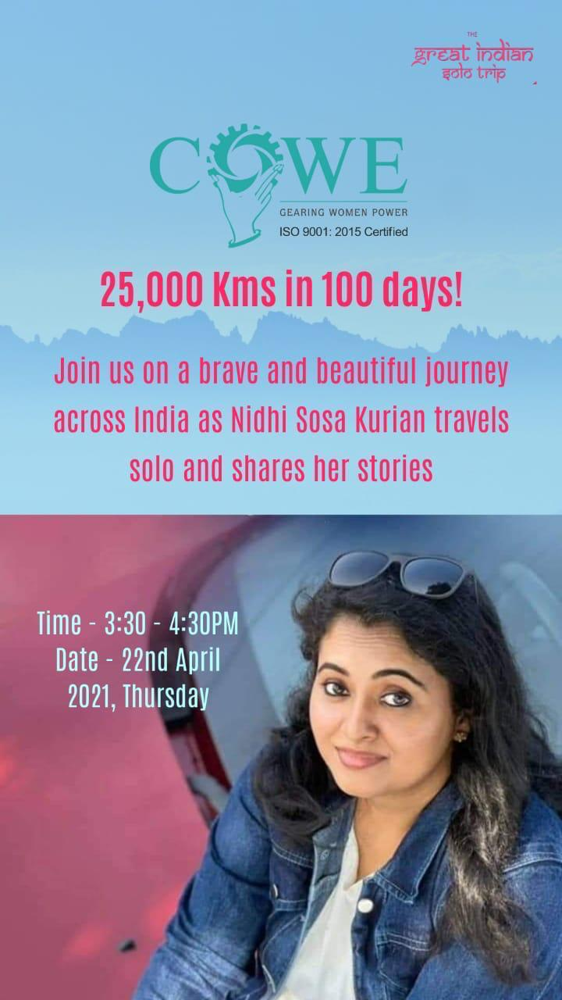 THE
great indian
solo trip
COWE
GEARING WOMEN POWER
ISO 9001: 2015 Certified
25,000 Kms in 100 days!
Join us on a brave and beautiful journey
across India as Nidhi Sosa Kurian travels
solo and shares her stories
Time - 3:30 - 4:30PM
Date - 22nd April
2021, Thursday